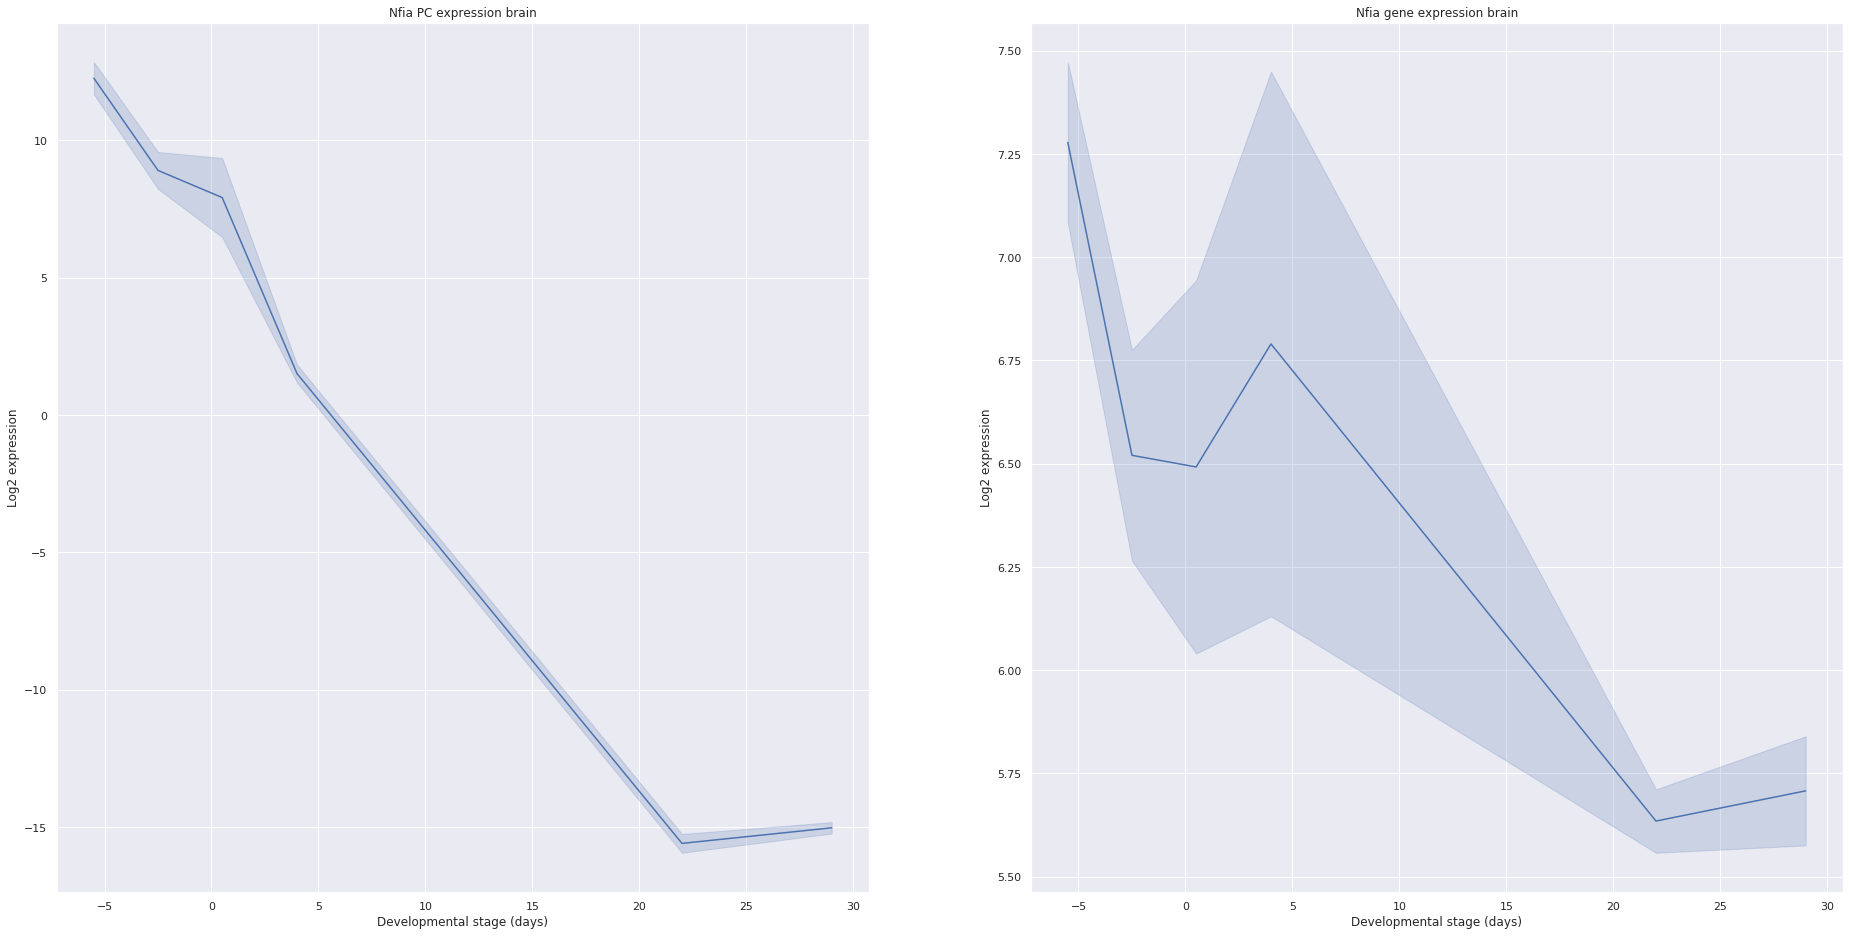 Nfia PC expression brain
Log2 expression
10
5
0
−5
−10
−15
−5 0 5 10 15 20 25 30
Developmental stage (days)
Nfia gene expression brain
Log2 expression
7.50
7.25
7.00
6.75
6.50
6.25
6.00
5.75
5.50
−5 0 5 10 15 20 25 30
Developmental stage (days)